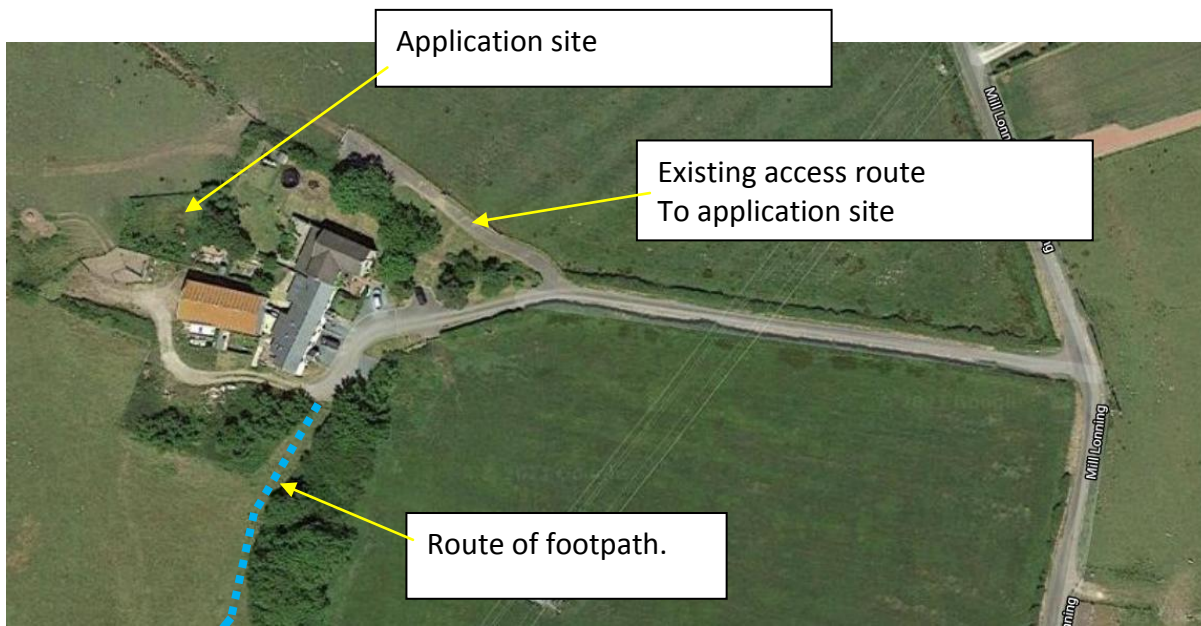 Application site
Existing access route
To application site
Mill Lonning
Mill Lonning
Route of footpath.